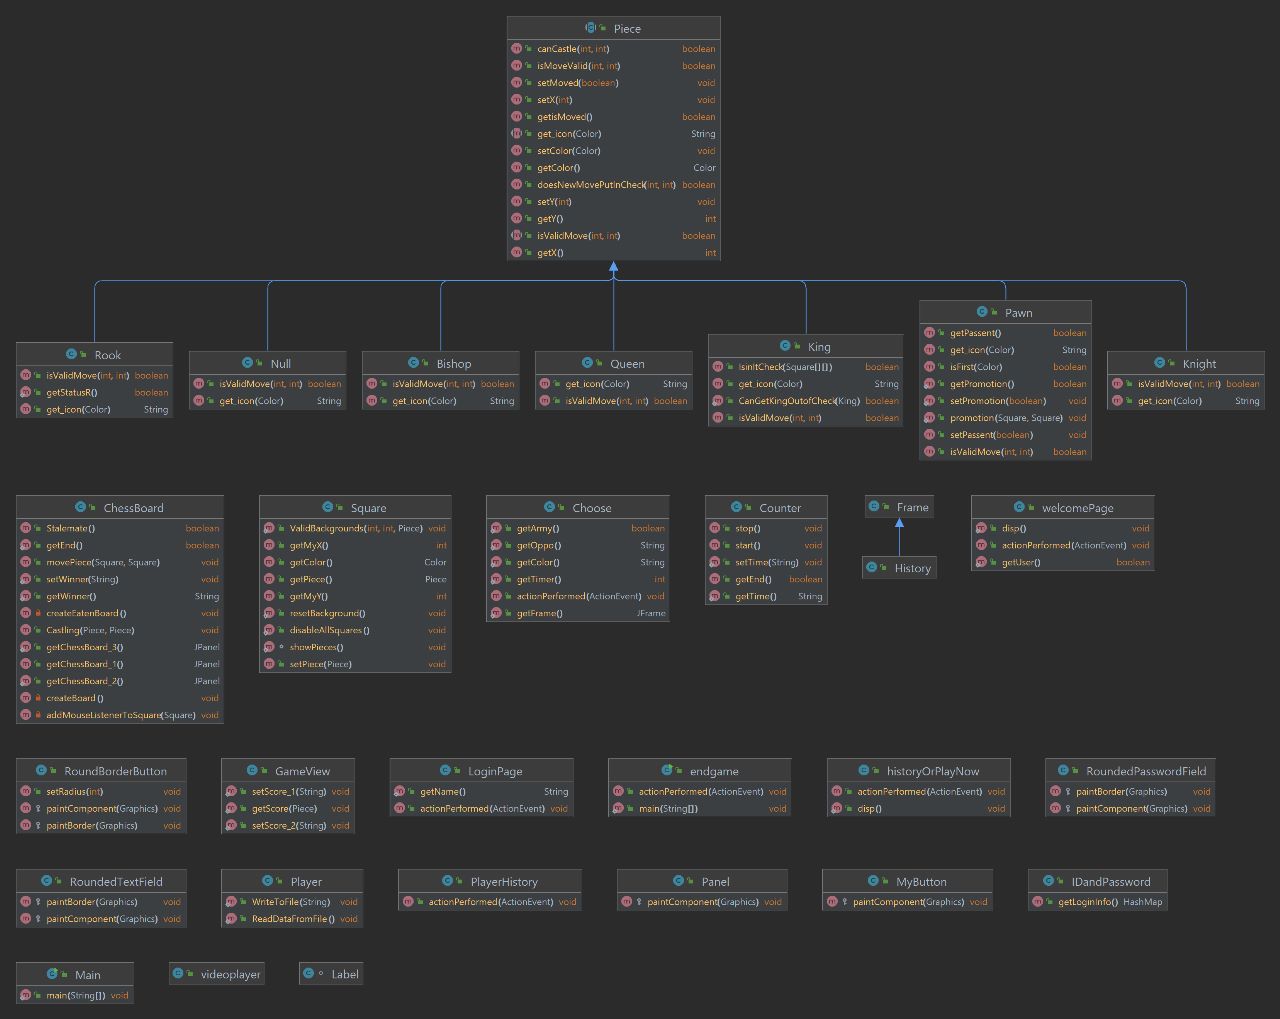 Piece
canCastle(int, int) boolean
isMoveValid(int, int) boolean
setMoved(boolean) void
setX(int) void
getisMoved() boolean
get_icon(Color) String
setColor(Color) void
getColor() Color
doesNewMovePutInCheck(int, int) boolean
setY(int) void
getY() int
isValidMove(int, int) boolean
getX() int
Rook
isValidMove(int, int) boolean
getStatusR() boolean
get_icon(Color) String
Null
isValidMove(int, int) boolean
get_icon(Color) String
Bishop
isValidMove(int, int) boolean
get_icon(Color) String
Queen
get_icon(Color) String
isValidMove(int, int) boolean
King
IsinItCheck(Square[][]) boolean
get_icon(Color) String
CanGetKingOutofCheck(King) boolean
isValidMove(int, int) boolean
Pawn
getPassent() boolean
get_icon(Color) String
isFirst(Color) boolean
getPromotion() boolean
setPromotion(boolean) void
promotion(Square, Square) void
setPassent(boolean) void
isValidMove(int, int) boolean
Knight
isValidMove(int, int) boolean
get_icon(Color) String
ChessBoard
Stalemate() boolean
getEnd() boolean
movePiece(Square, Square) void
setWinner(String) void
getWinner() String
createEatenBoard() void
Castling(Piece, Piece) void
getChessBoard_3() JPanel
getChessBoard_1() JPanel
getChessBoard_2() JPanel
createBoard() void
addMouseListenerToSquare(Square) void
Square
ValidBackgrounds(int, int, Piece) void
getMyX() int
getColor() Color
getPiece() Piece
getMyY() int
resetBackground() void
disableAllSquares() void
showPieces() void
setPiece(Piece) void
Choose
getArmy() boolean
getOppo() String
getColor() String
getTimer() int
actionPerformed(ActionEvent) void
getFrame() JFrame
Counter
stop() void
start() void
setTime(String) void
getEnd() boolean
getTime() String
Frame
History
welcomePage
disp() void
actionPerformed(ActionEvent) void
getUser() boolean
RoundBorderButton
setRadius(int) void
paintComponent(Graphics) void
paintBorder(Graphics) void
GameView
setScore_1(String) void
getScore(Piece) void
setScore_2(String) void
LoginPage
getName() String
actionPerformed(ActionEvent) void
endgame
actionPerformed(ActionEvent) void
main(String[]) void
historyOrPlayNow
actionPerformed(ActionEvent) void
disp() void
RoundedPasswordField
paintBorder(Graphics) void
paintComponent(Graphics) void
RoundedTextField
paintBorder(Graphics) void
paintComponent(Graphics) void
Player
WriteToFile(String) void
ReadDataFromFile() void
PlayerHistory
actionPerformed(ActionEvent) void
Panel
paintComponent(Graphics) void
MyButton
paintComponent(Graphics) void
IDandPassword
getLoginInfo() HashMap
Main
main(String[]) void
videoplayer
Label